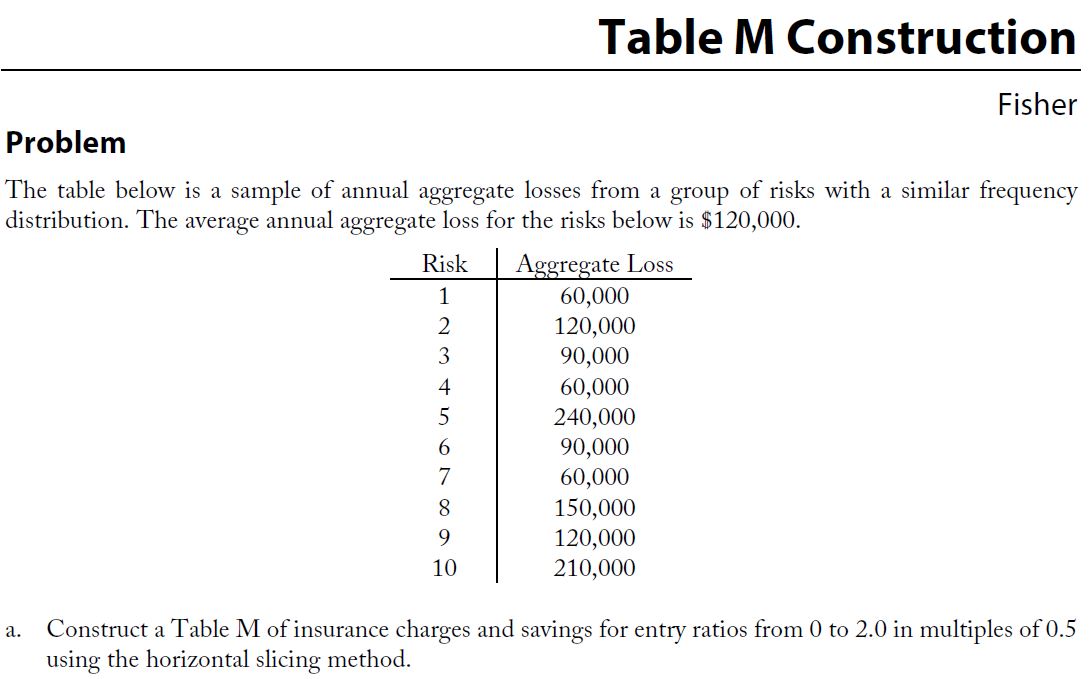 Table M Construction
Fisher
Problem
The table below is a sample of annual aggregate losses from a group of risks with a similar frequency
distribution. The average annual aggregate loss for the risks below is $120,000.
Risk Aggregate Loss
1 60,000
2 120,000
3 90,000
4 60,000
5 240,000
6 90,000
7 60,000
8 150,000
9 120,000
10 210,000
a. Construct a Table M of insurance charges and savings for entry ratios from 0 to 2.0 in multiples of 0.5
using the horizontal slicing method.